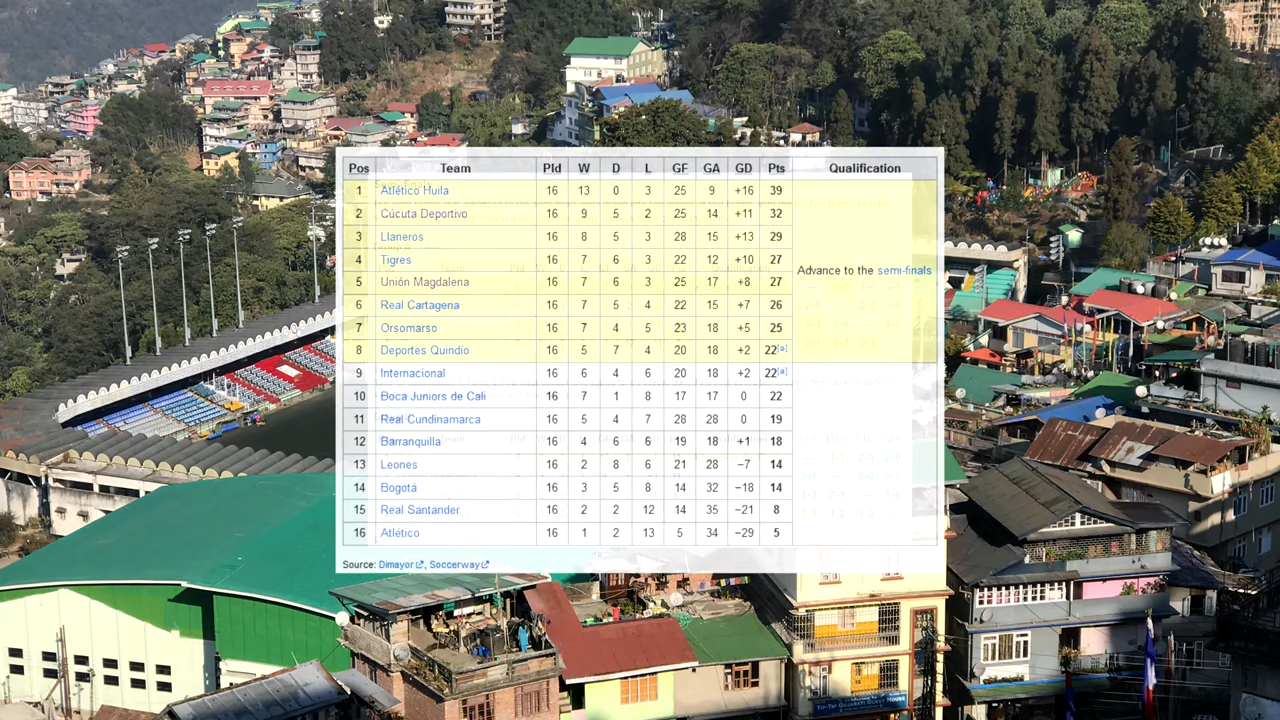 Pos Team Pld W D L GF GA GD Pts Qualification
1 Atlético Huila 16 13 0 3 25 9 +16 39
2 Cúcuta Deportivo 16 9 5 2 25 14 +11 32
3 Llaneros 16 8 5 3 28 15 +13 29
4 Tigres 16 7 6 3 22 12 +10 27
Advance to the semi-finals
5 Unión Magdalena 16 7 6 3 25 17 +8 27
6 Real Cartagena 16 7 5 4 22 15 +7 26
7 Orsomarso 16 7 4 5 23 18 +5 25
8 Deportes Quindío 16 5 7 4 20 18 +2 22[a]
9 Internacional 16 6 4 6 20 18 +2 22[a]
10 Boca Juniors de Cali 16 7 1 8 17 17 0 22
11 Real Cundinamarca 16 5 4 7 28 28 0 19
12 Barranquilla 16 4 19 18 18
13 Leones 16 2 8 6 21 28 −7 14
14 Bogotá 16 3 5 8 14 32 −18 14
15 Real Santander 16 2 2 12 14 35 −21 8
16 Atlético 16 1 2 13 5 34 −29 5
Source: Dimayor, Soccerway
TIP-TOP GUJARATI GUEST HOUSE